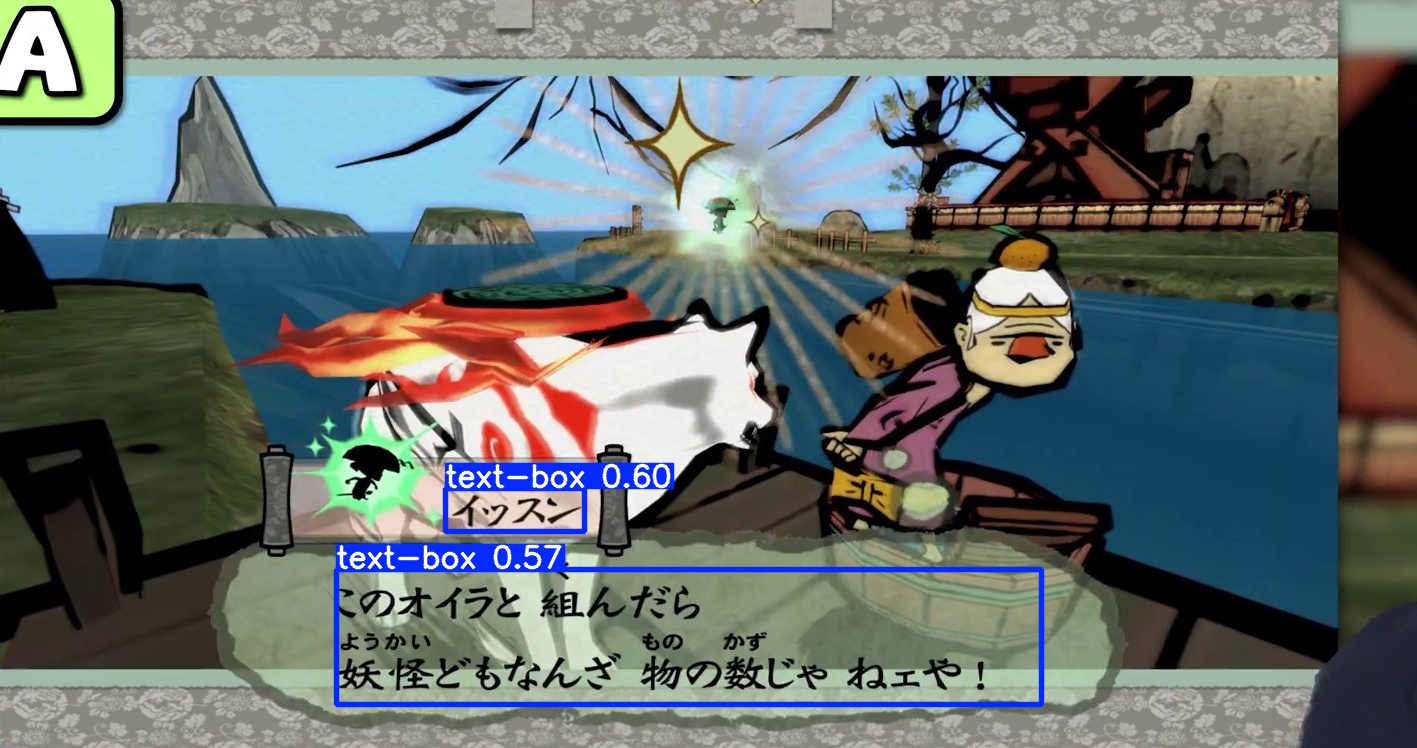 A
text-box 0.60
イッスン
text-box 0.57
このオイラと 組んだら
ようかい もの かず
妖怪どもなんざ 物の数じゃ ねェや!